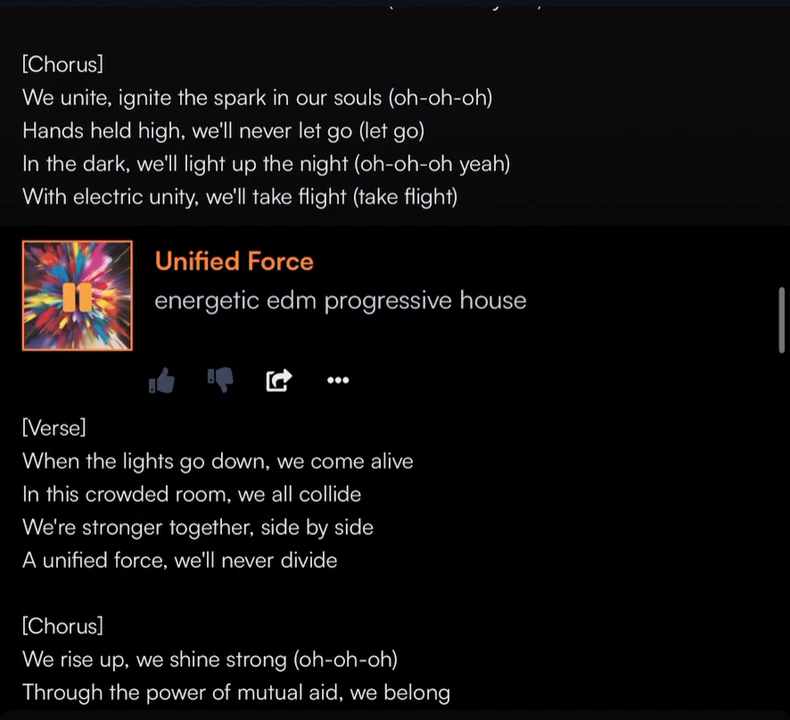 [Chorus]
We unite, ignite the spark in our souls (oh-oh-oh)
Hands held high, we'll never let go (let go)
In the dark, we'll light up the night (oh-oh-oh yeah)
With electric unity, we'll take flight (take flight)
Unified Force
energetic edm progressive house
[Verse]
When the lights go down, we come alive
In this crowded room, we all collide
We're stronger together, side by side
A unified force, we'll never divide
[Chorus]
We rise up, we shine strong (oh-oh-oh)
Through the power of mutual aid, we belong